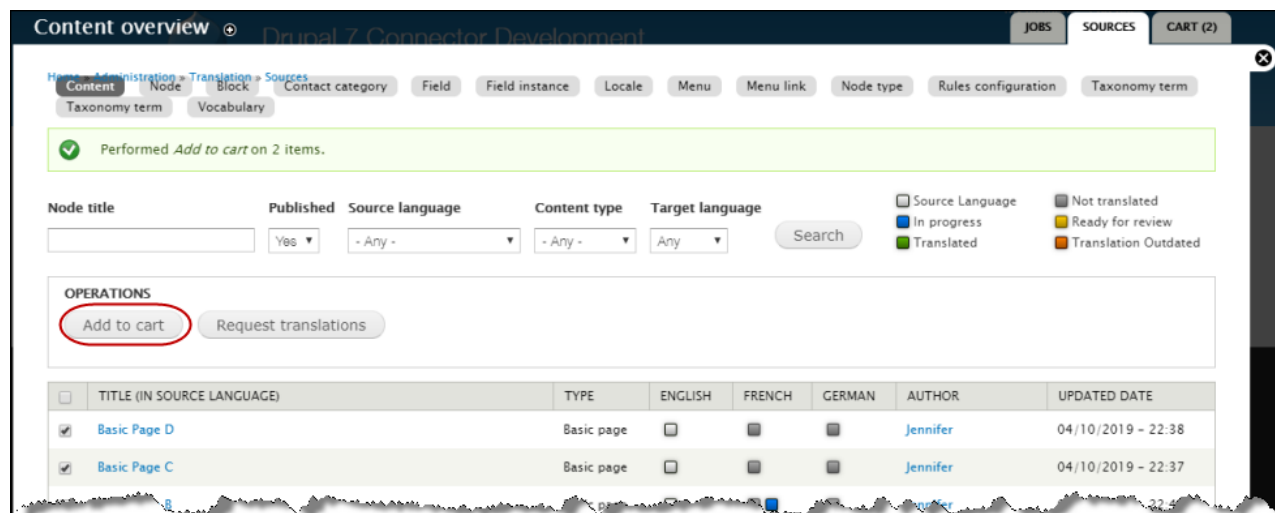 Content overview
Drupal 7 Connector Development
JOBS SOURCES CART (2)
Home » Administration » Translation » Sources
Content Node Block Contact category Field Field instance Locale Menu Menu link Node type Rules configuration Taxonomy term
Taxonomy term Vocabulary
Performed Add to cart on 2 items.
Node title Published Source language Content type Target language
Yes - Any - - Any - Any Search
Source Language Not translated
In progress Ready for review
Translated Translation Outdated
OPERATIONS
Add to cart Request translations
TITLE (IN SOURCE LANGUAGE) TYPE ENGLISH FRENCH GERMAN AUTHOR UPDATED DATE
Basic Page D Basic page Jennifer 04/10/2019 - 22:38
Basic Page C Basic page Jennifer 04/10/2019 - 22:37